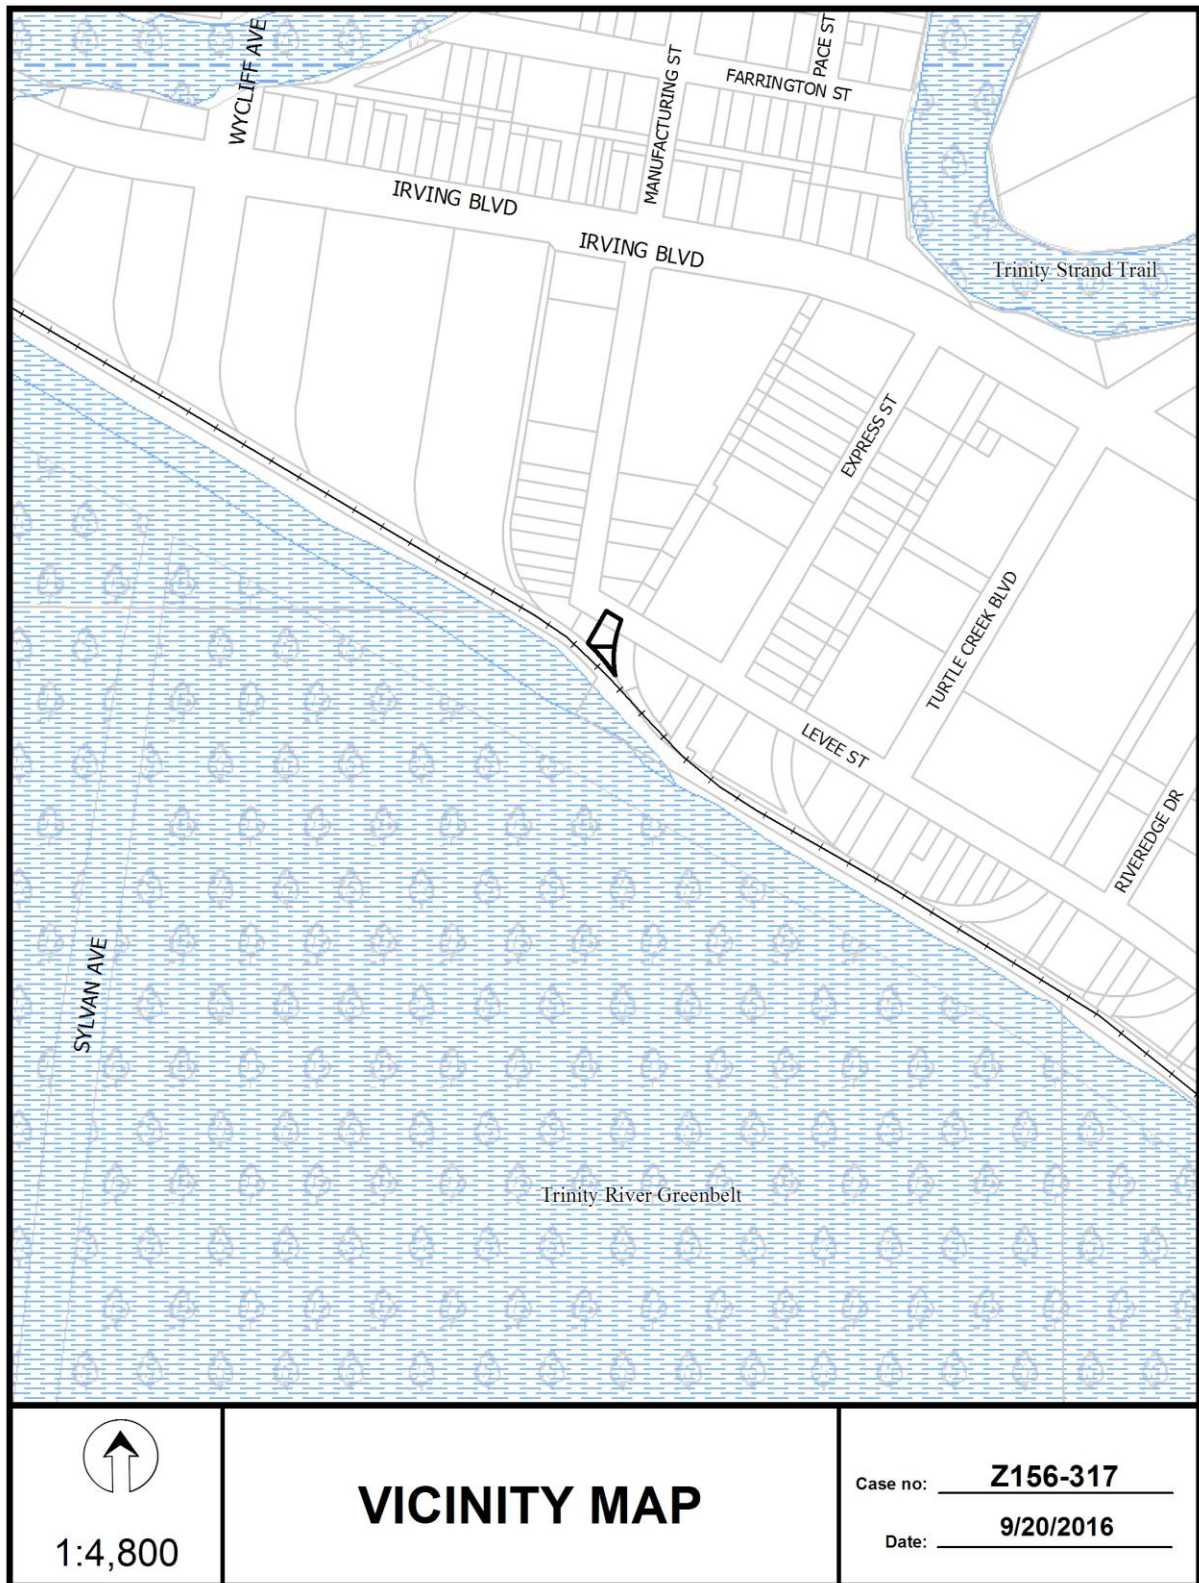 WYCLIFF AVE
PACE ST
MANUFACTURING ST
FARRINGTON ST
IRVING BLVD
IRVING BLVD
Trinity Strand Trail
EXPRESS ST
TURTLE CREEK BLVD
LEVEE ST
RIVEREDGE DR
SYLVAN AVE
Trinity River Greenbelt
1:4,800
VICINITY MAP
Case no: Z156-317
Date: 9/20/2016